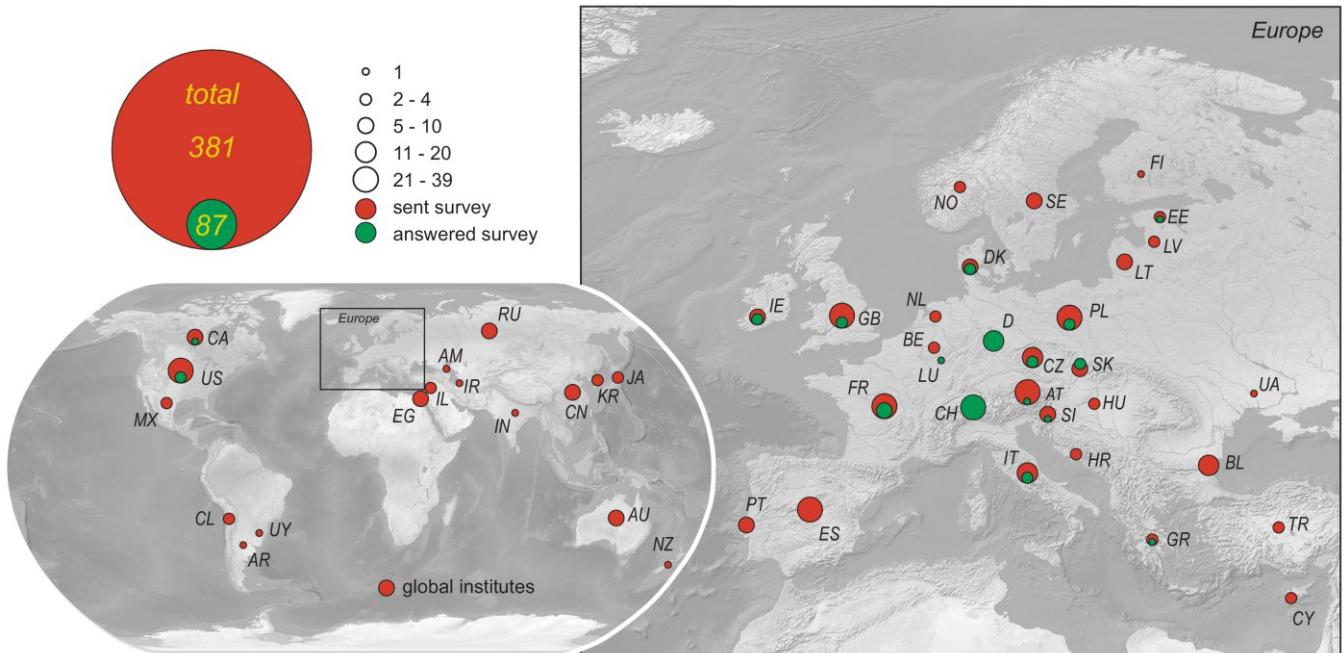 total
381
87
1
2 - 4
5 - 10
11 - 20
21 - 39
sent survey
answered survey
Europe
CA
US
MX
CL
UY
AR
Europe
RU
AM
IR
IL
EG
IN
CN
KR
JA
AU
NZ
global institutes
FI
NO
SE
EE
LV
LT
DK
IE
GB
NL
BE
LU
D
PL
CZ
SK
FR
CH
AT
SI
HU
UA
IT
HR
BL
PT
ES
GR
TR
CY